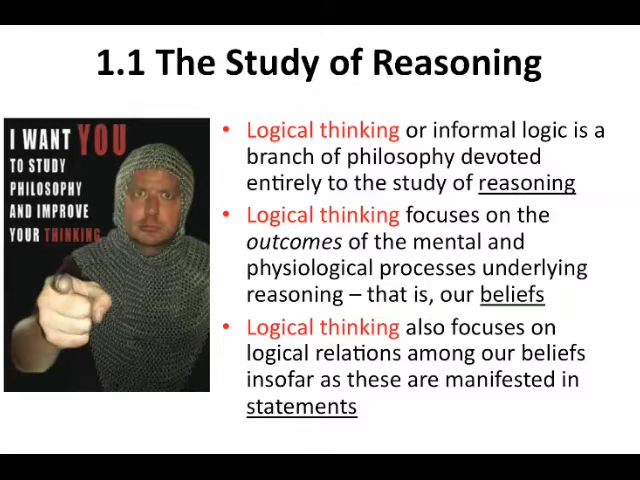 1.1 The Study of Reasoning
I WANT YOU
TO STUDY
PHILOSOPHY
AND IMPROVE
YOUR THINKING
• Logical thinking or informal logic is a
branch of philosophy devoted
entirely to the study of reasoning
• Logical thinking focuses on the
outcomes of the mental and
physiological processes underlying
reasoning – that is, our beliefs
• Logical thinking also focuses on
logical relations among our beliefs
insofar as these are manifested in
statements